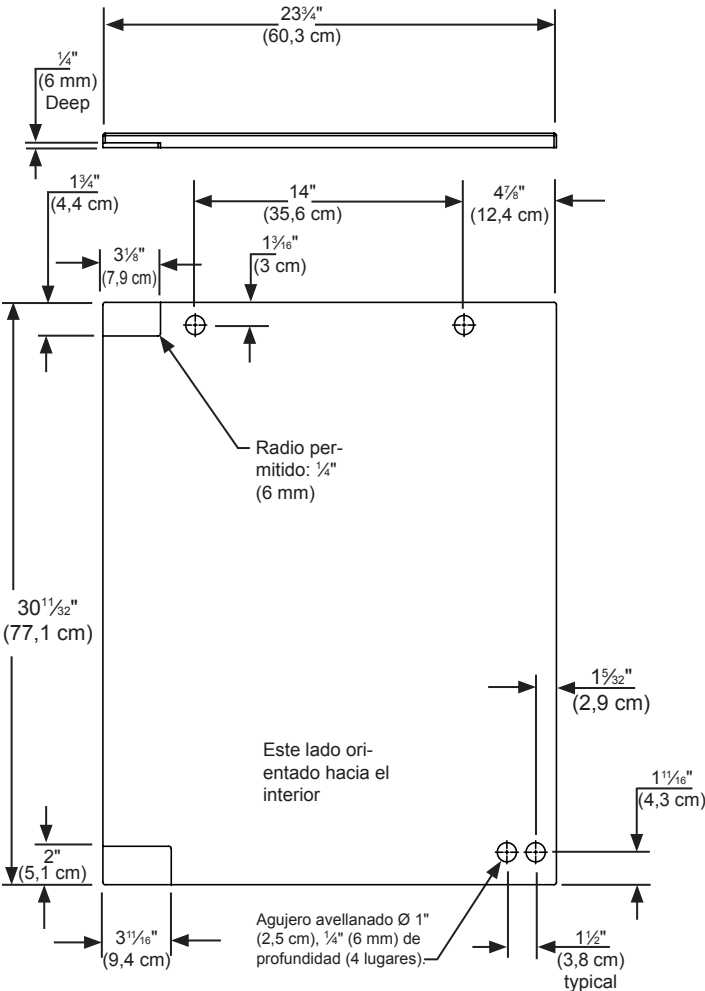 23¾"
(60,3 cm)
¼"
(6 mm)
Deep
1¾"
(4,4 cm)
14"
(35,6 cm)
4⅞"
(12,4 cm)
3⅛"
(7,9 cm)
1³⁄₁₆"
(3 cm)
Radio per-
mitido: ¼"
(6 mm)
30¹¹⁄₃₂"
(77,1 cm)
1⁵⁄₃₂"
(2,9 cm)
Este lado ori-
entado hacia el
interior
1¹¹⁄₁₆"
(4,3 cm)
2"
(5,1 cm)
3¹¹⁄₁₆"
(9,4 cm)
Agujero avellanado Ø 1"
(2,5 cm), ¼" (6 mm) de
profundidad (4 lugares).
1½"
(3,8 cm)
typical